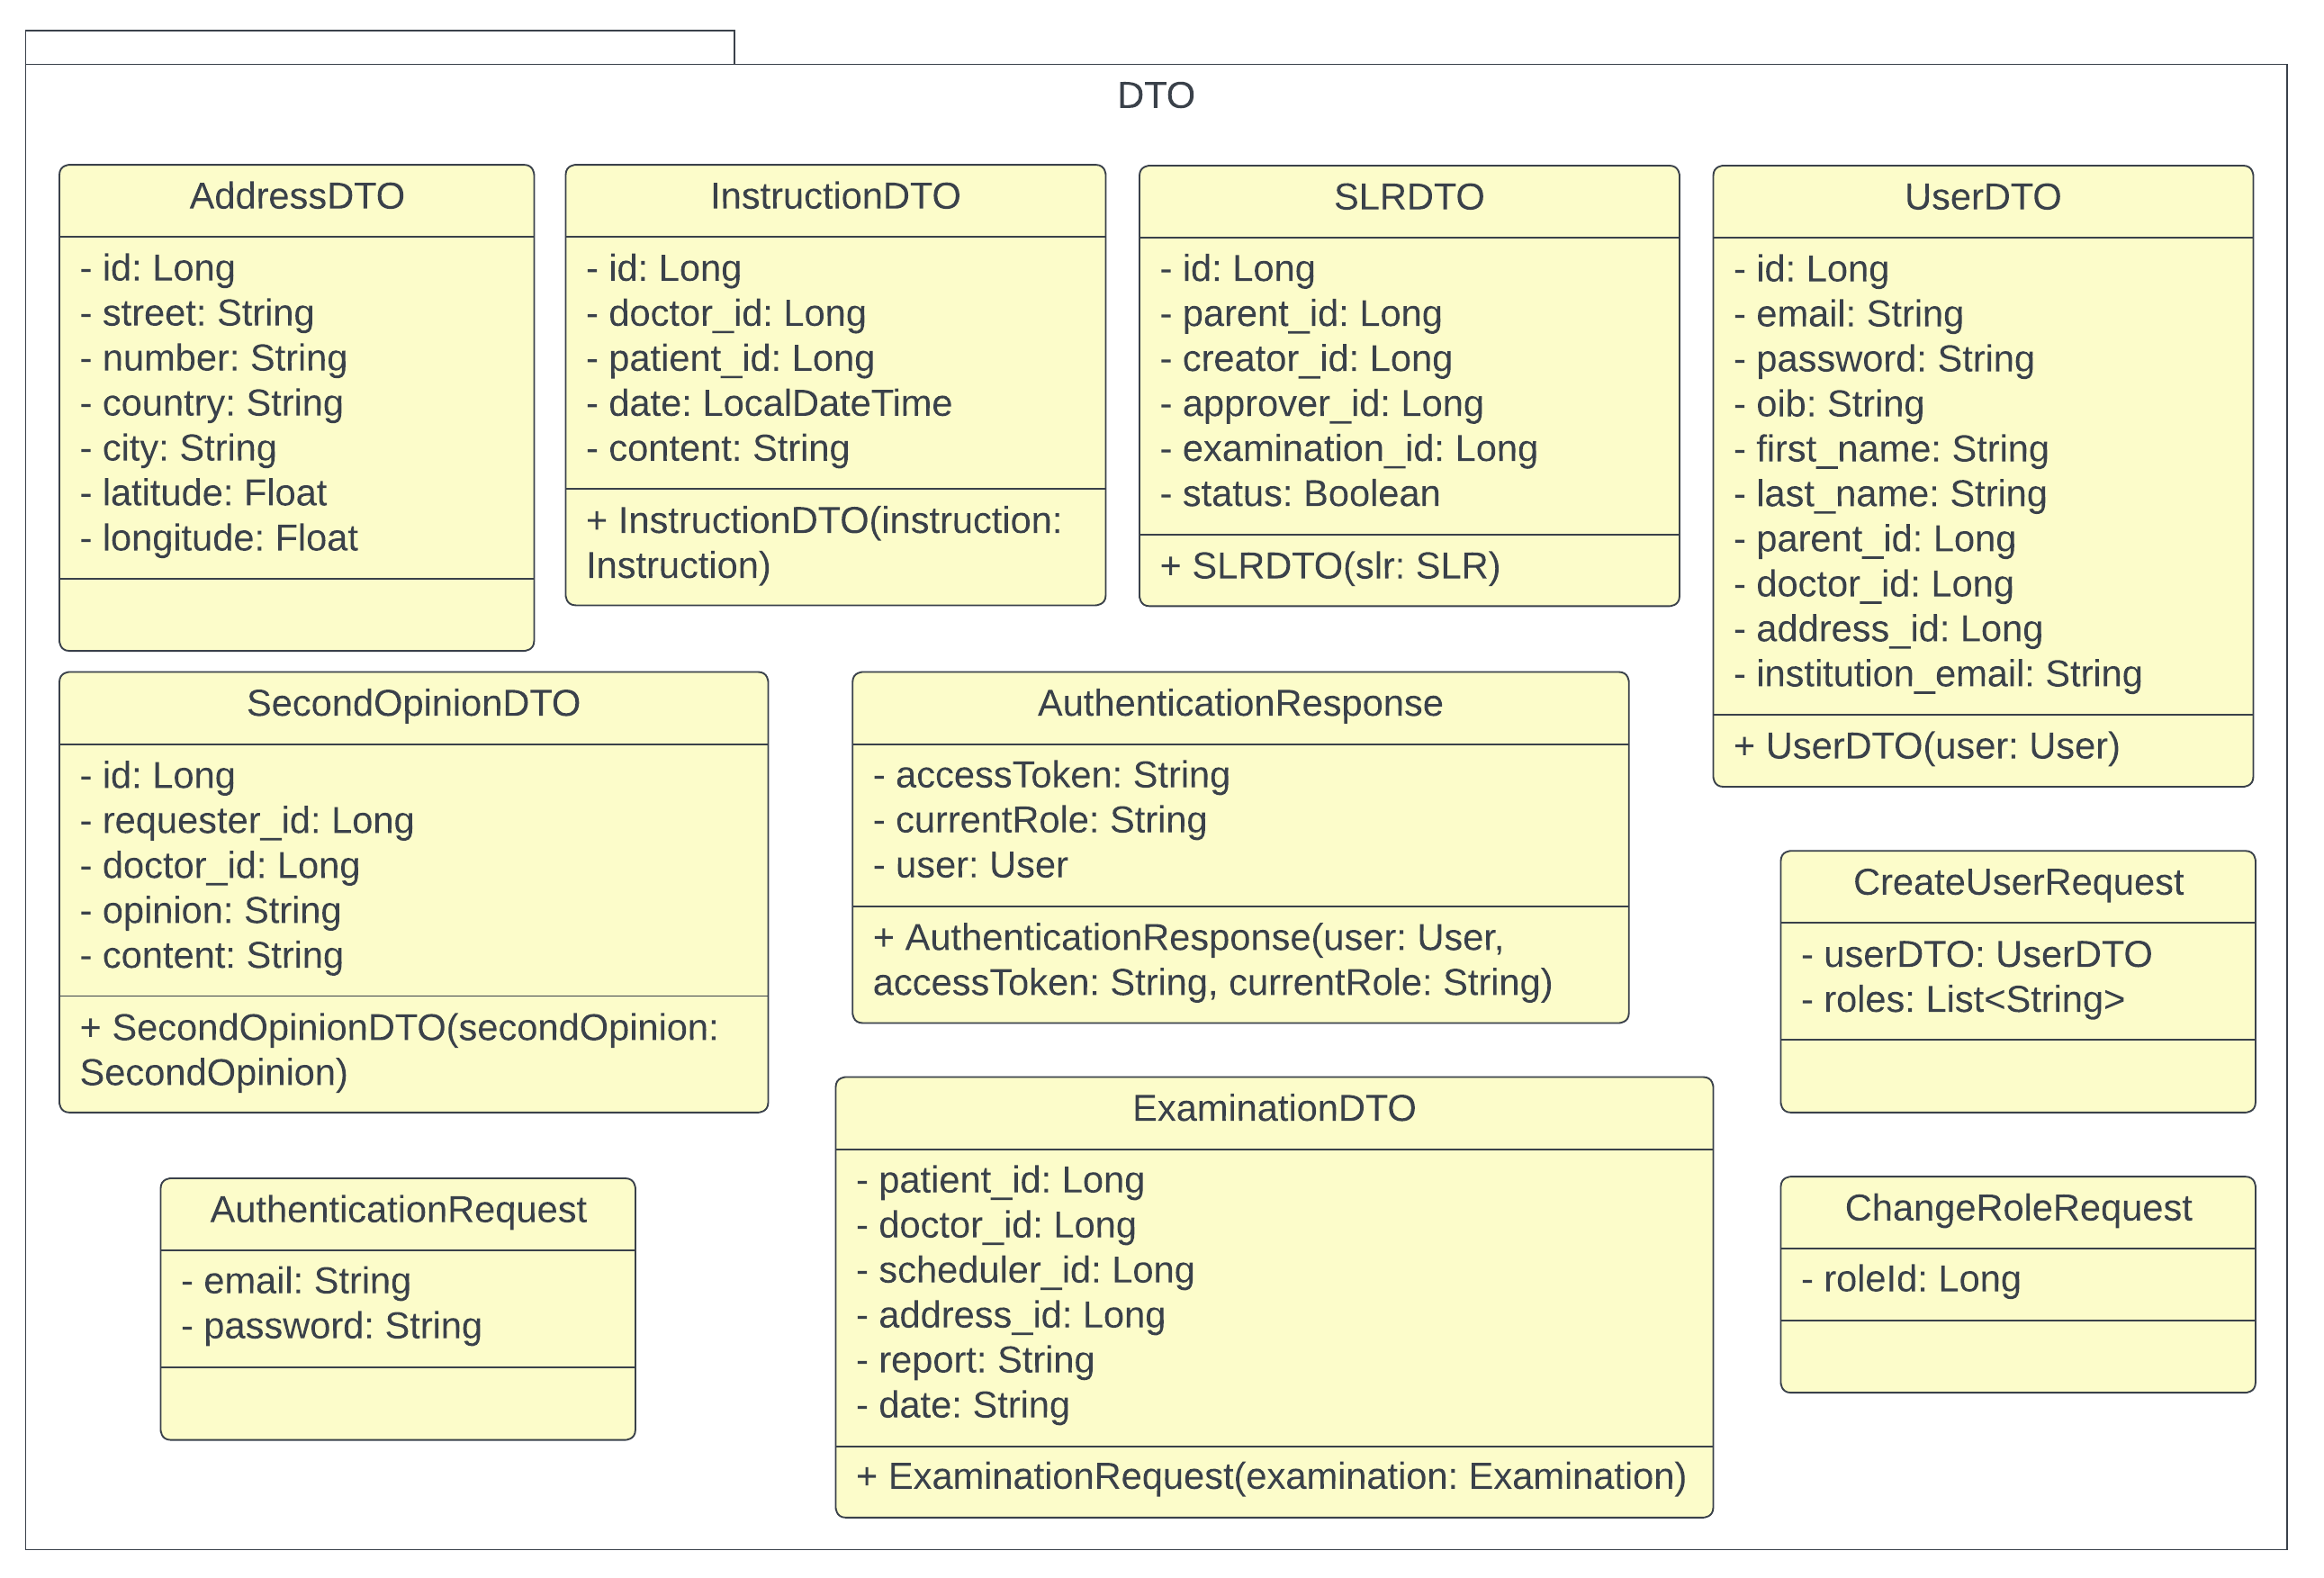 DTO
AddressDTO
- id: Long
- street: String
- number: String
- country: String
- city: String
- latitude: Float
- longitude: Float
InstructionDTO
- id: Long
- doctor_id: Long
- patient_id: Long
- date: LocalDateTime
- content: String
+ InstructionDTO(instruction:
Instruction)
SLRDTO
- id: Long
- parent_id: Long
- creator_id: Long
- approver_id: Long
- examination_id: Long
- status: Boolean
+ SLRDTO(slr: SLR)
UserDTO
- id: Long
- email: String
- password: String
- oib: String
- first_name: String
- last_name: String
- parent_id: Long
- doctor_id: Long
- address_id: Long
- institution_email: String
+ UserDTO(user: User)
SecondOpinionDTO
- id: Long
- requester_id: Long
- doctor_id: Long
- opinion: String
- content: String
+ SecondOpinionDTO(secondOpinion:
SecondOpinion)
AuthenticationResponse
- accessToken: String
- currentRole: String
- user: User
+ AuthenticationResponse(user: User,
accessToken: String, currentRole: String)
CreateUserRequest
- userDTO: UserDTO
- roles: List<String>
AuthenticationRequest
- email: String
- password: String
ExaminationDTO
- patient_id: Long
- doctor_id: Long
- scheduler_id: Long
- address_id: Long
- report: String
- date: String
+ ExaminationRequest(examination: Examination)
ChangeRoleRequest
- roleId: Long